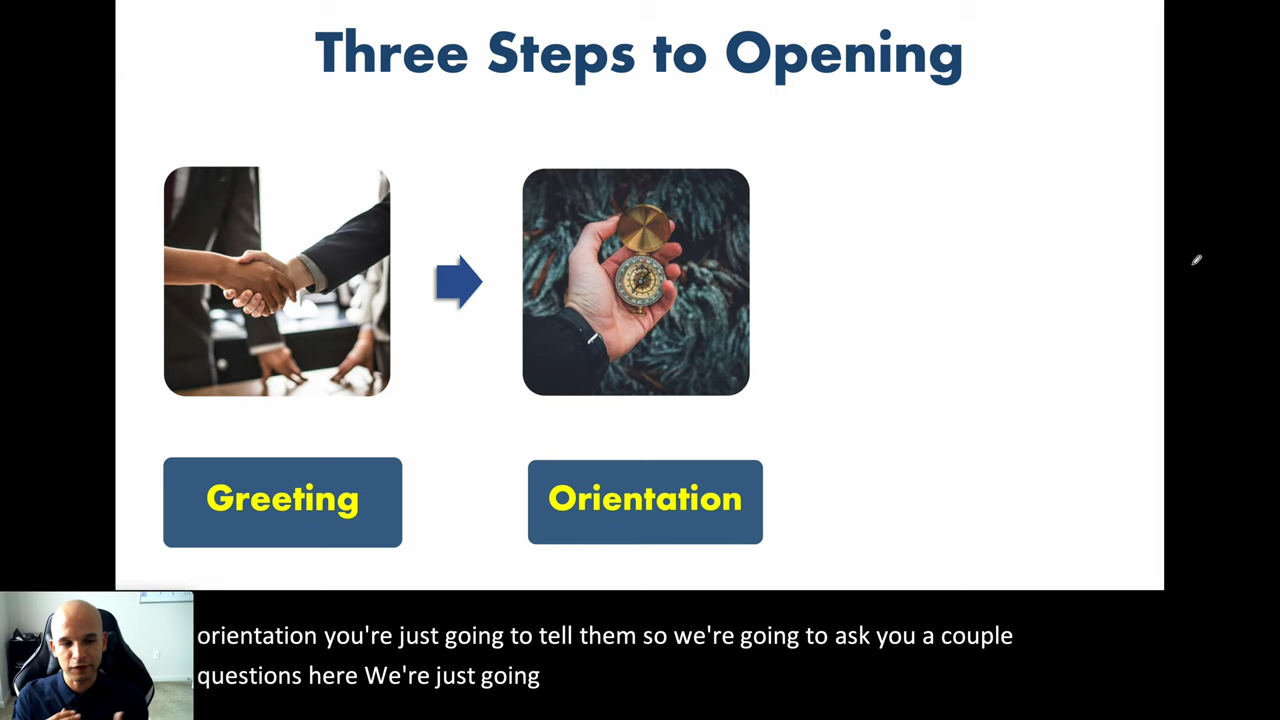 Three Steps to Opening
Greeting
Orientation
orientation you're just going to tell them so we're going to ask you a couple
questions here We're just going